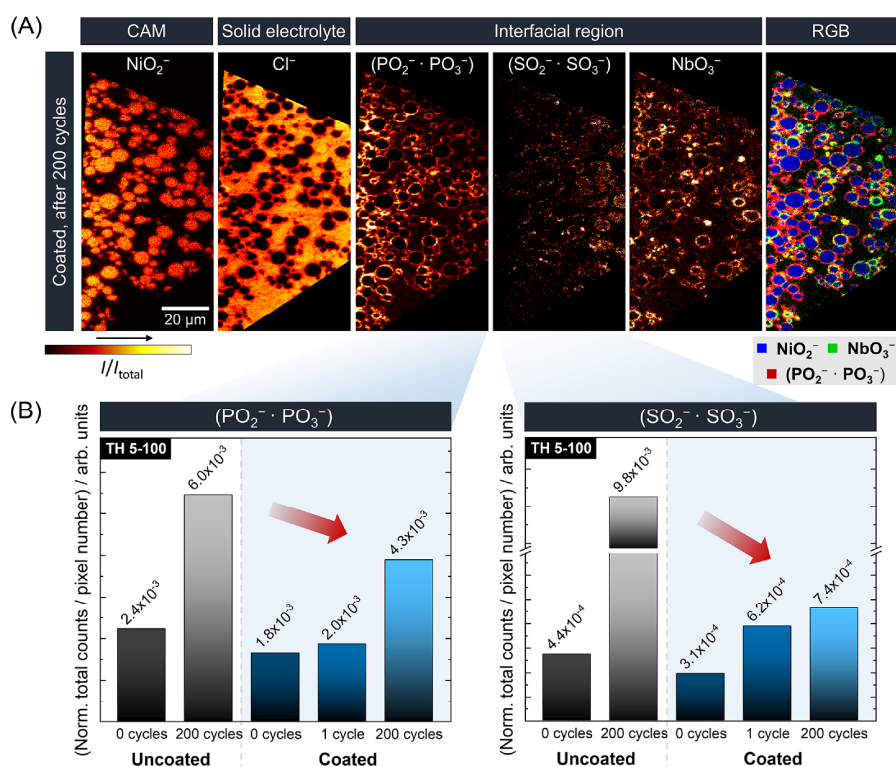 (A)
CAM
Solid electrolyte
Interfacial region
RGB
Coated, after 200 cycles
NiO₂⁻
Cl⁻
(PO₂⁻ · PO₃⁻)
(SO₂⁻ · SO₃⁻)
NbO₃⁻
20 µm
I/Itotal
NiO₂⁻
NbO₃⁻
(PO₂⁻ · PO₃⁻)
(B)
(PO₂⁻ · PO₃⁻)
(Norm. total counts / pixel number) / arb. units
TH 5-100
2.4x10⁻³
6.0x10⁻³
1.8x10⁻³
2.0x10⁻³
4.3x10⁻³
0 cycles
200 cycles
0 cycles
1 cycle
200 cycles
Uncoated
Coated
(SO₂⁻ · SO₃⁻)
(Norm. total counts / pixel number) / arb. units
TH 5-100
4.4x10⁻⁴
9.8x10⁻³
3.1x10⁻⁴
6.2x10⁻⁴
7.4x10⁻⁴
0 cycles
200 cycles
0 cycles
1 cycle
200 cycles
Uncoated
Coated